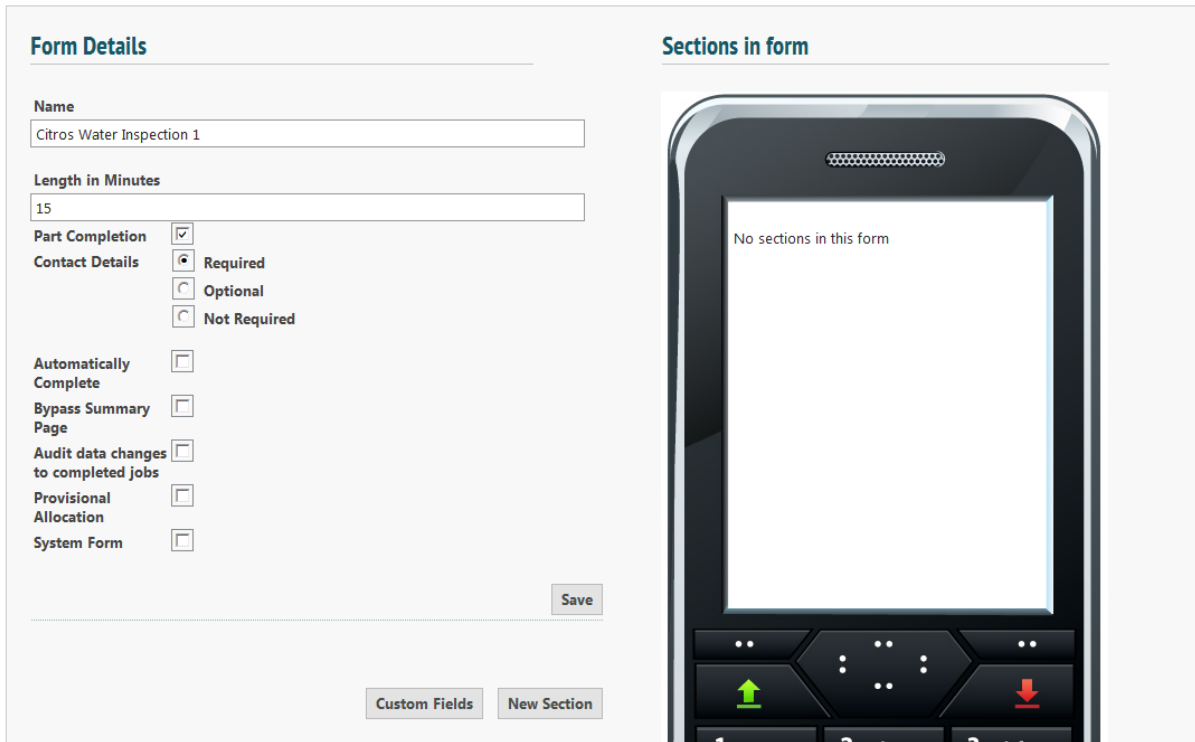 Form Details
Name
Citros Water Inspection 1
Length in Minutes
15
Part Completion
Contact Details
Required
Optional
Not Required
Automatically
Complete
Bypass Summary
Page
Audit data changes
to completed jobs
Provisional
Allocation
System Form
Save
Custom Fields
New Section
Sections in form
No sections in this form